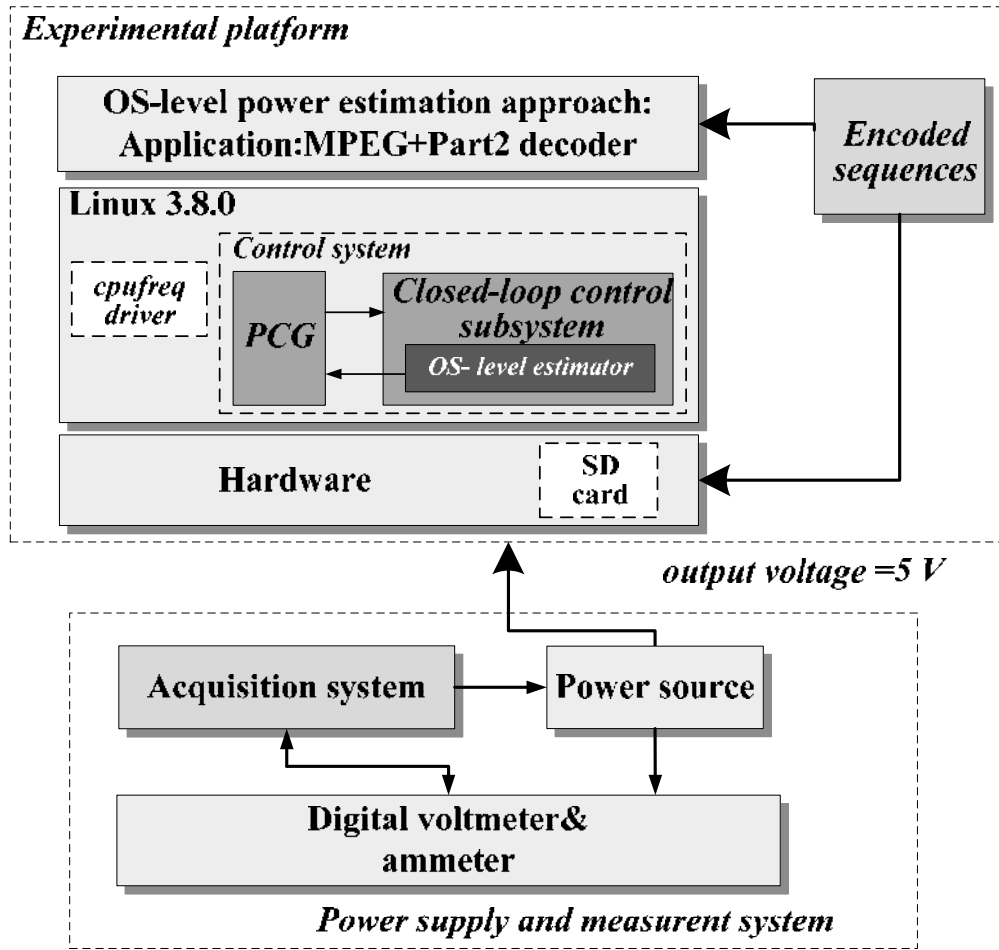 Experimental platform
OS-level power estimation approach:
Application:MPEG+Part2 decoder
Encoded
sequences
Linux 3.8.0
Control system
cpufreq
driver
PCG
Closed-loop control
subsystem
OS- level estimator
Hardware
SD
card
output voltage =5 V
Acquisition system
Power source
Digital voltmeter&
ammeter
Power supply and measurent system